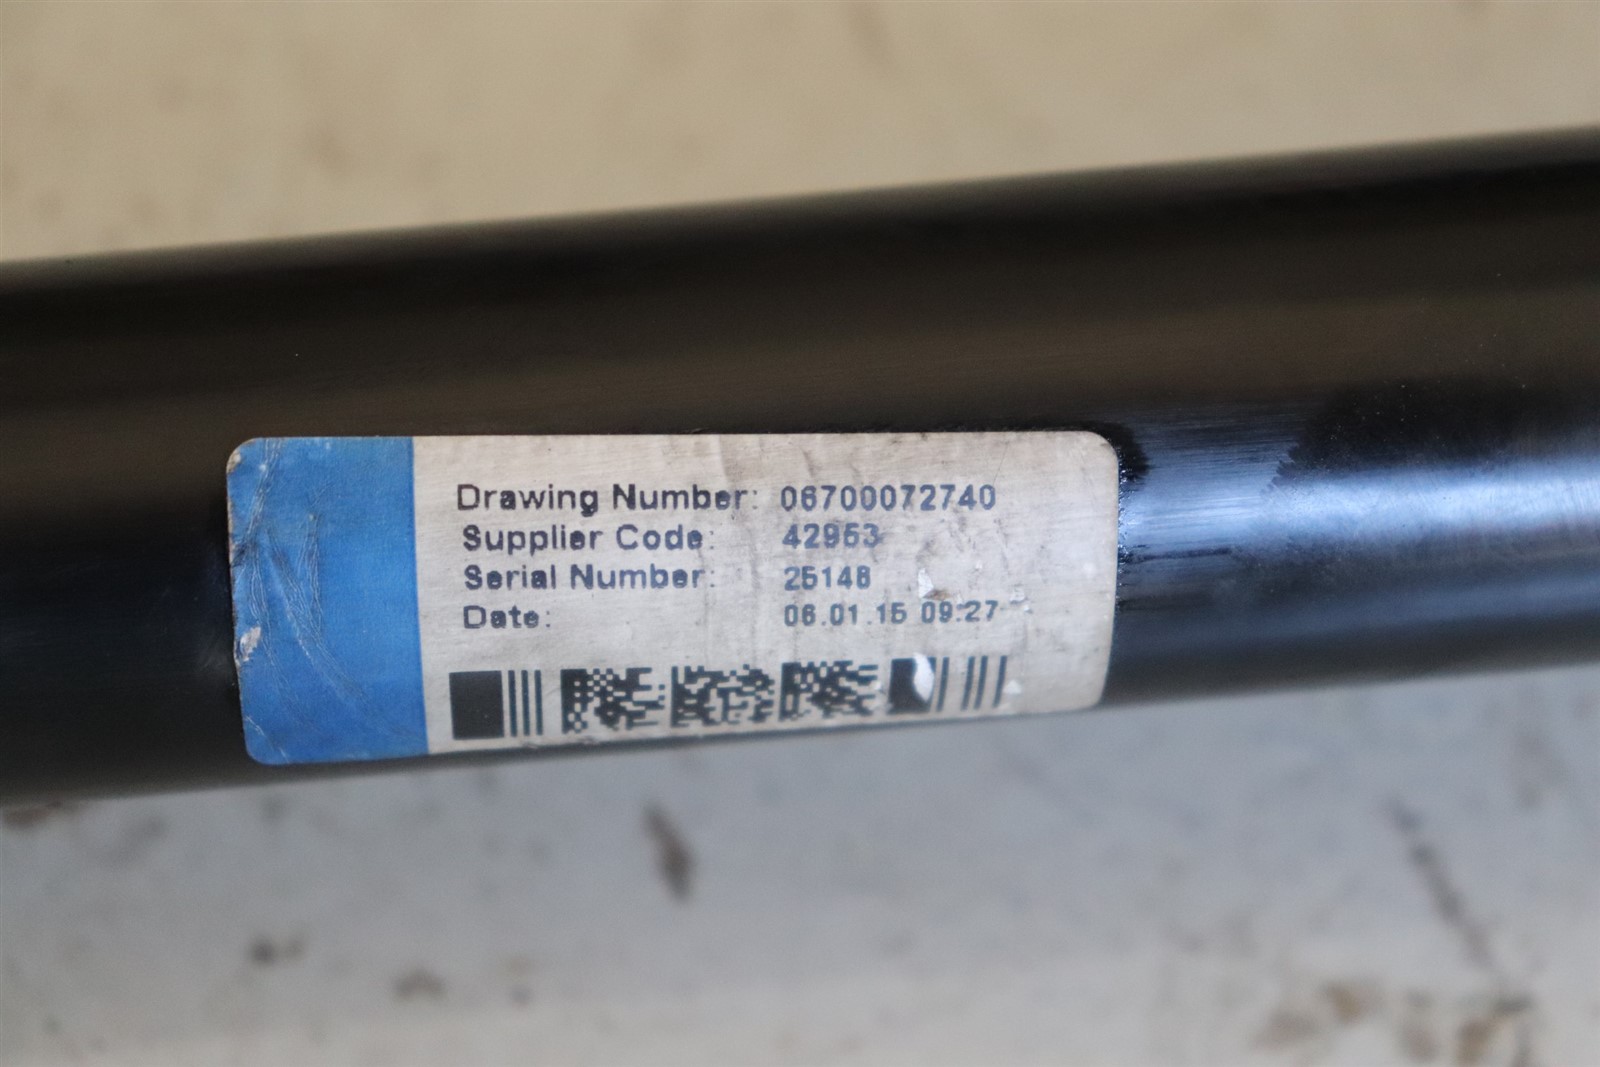 Drawing Number: 06700072740
Supplier Code: 42953
Serial Number: 25148
Date: 06.01.15 09:27